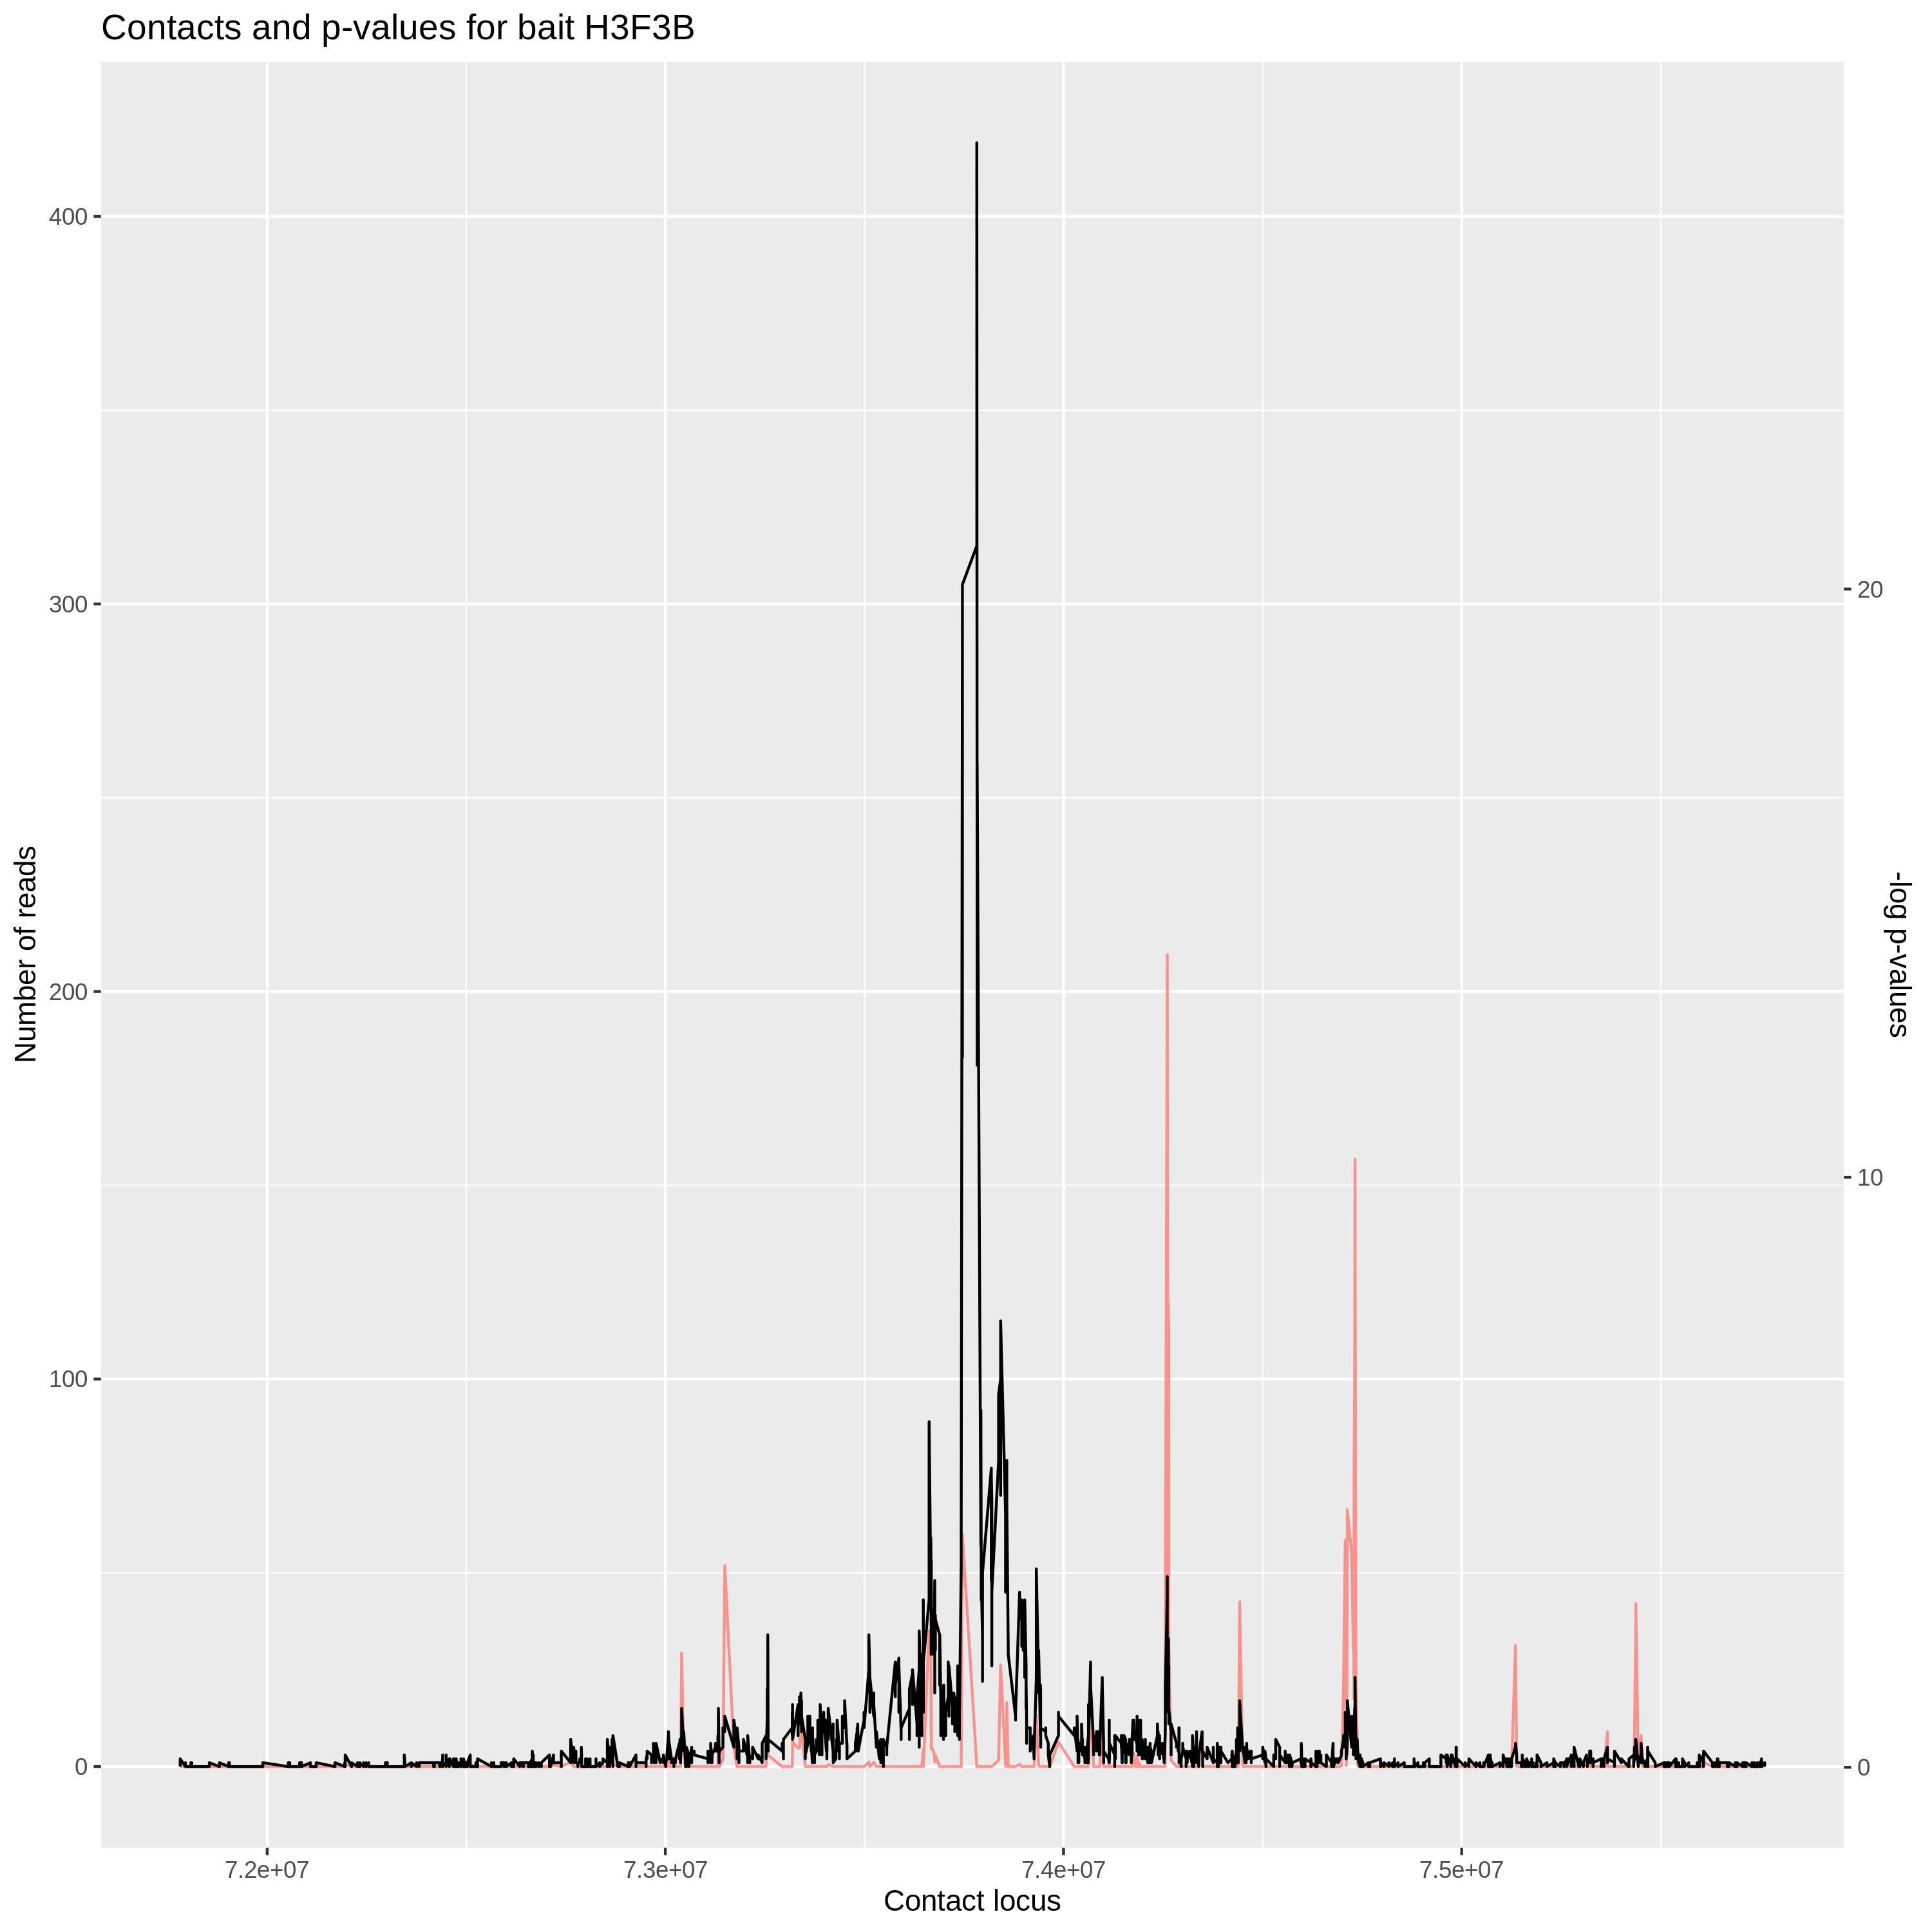 Contacts and p-values for bait H3F3B
400
300
200
100
0
Number of reads
20
10
0
-log p-values
7.2e+07
7.3e+07
7.4e+07
7.5e+07
Contact locus